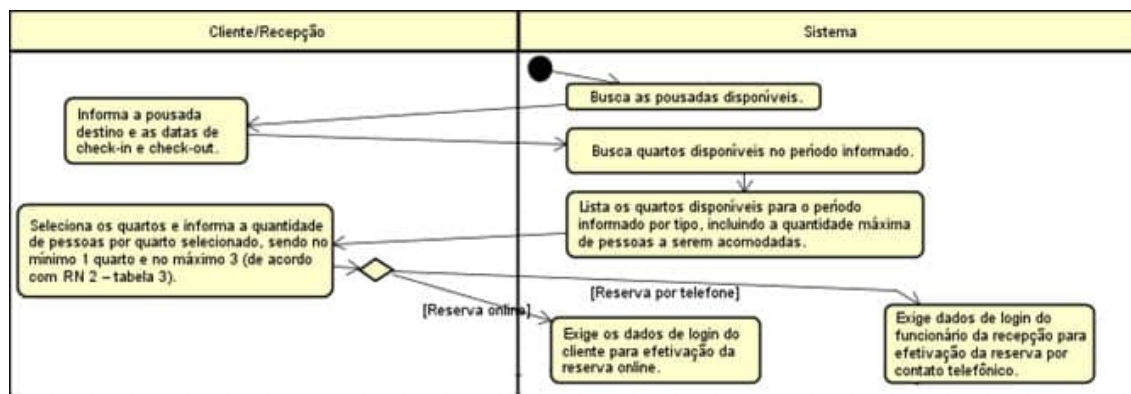 Cliente/Recepção
Sistema
Busca as pousadas disponíveis.
Informa a pousada
destino e as datas de
check-in e check-out.
Busca quartos disponíveis no período informado.
Lista os quartos disponíveis para o período
informado por tipo, incluindo a quantidade máxima
de pessoas a serem acomodadas.
Seleciona os quartos e informa a quantidade
de pessoas por quarto selecionado, sendo no
mínimo 1 quarto e no máximo 3 (de acordo
com RN 2 – tabela 3).
[Reserva por telefone]
[Reserva online]
Exige os dados de login do
cliente para efetivação da
reserva online.
Exige dados de login do
funcionário da recepção para
efetivação da reserva por
contato telefônico.